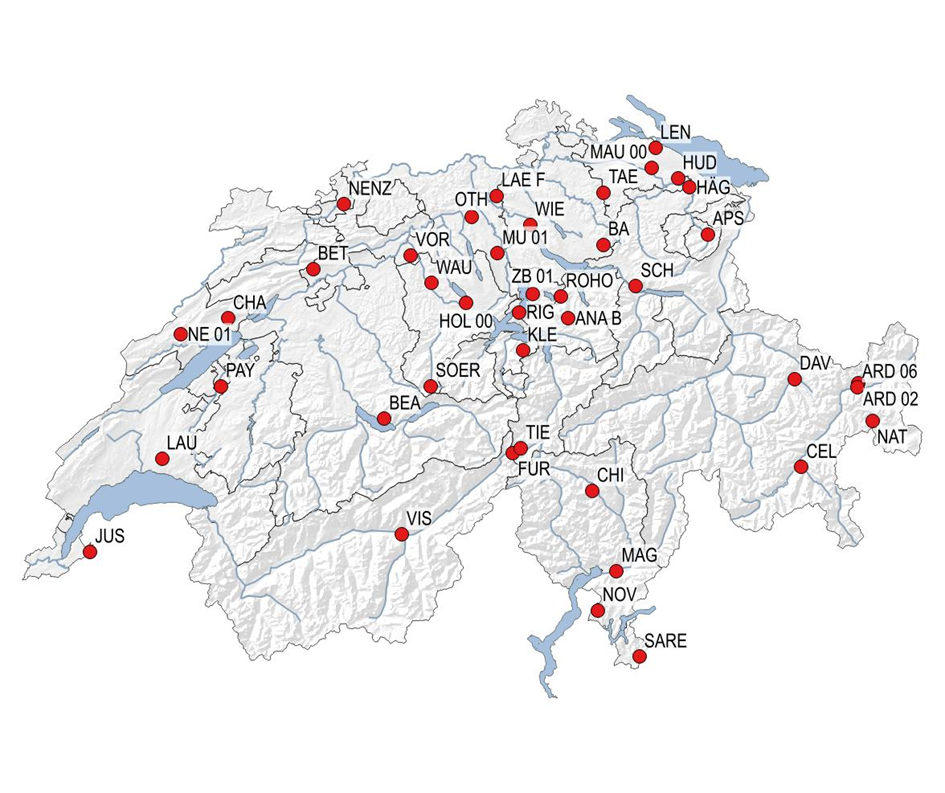 LEN
MAU 00
HUD
TAE
HÄG
LAE F
NENZ
OTH
WIE
APS
BA
VOR
MU 01
BET
WAU
ZB 01
ROHO
SCH
CHA
HOL 00
RIG
ANA B
NE 01
KLE
PAY
SOER
DAV
ARD 06
BEA
ARD 02
TIE
NAT
LAU
CEL
FUR
CHI
VIS
JUS
MAG
NOV
SARE